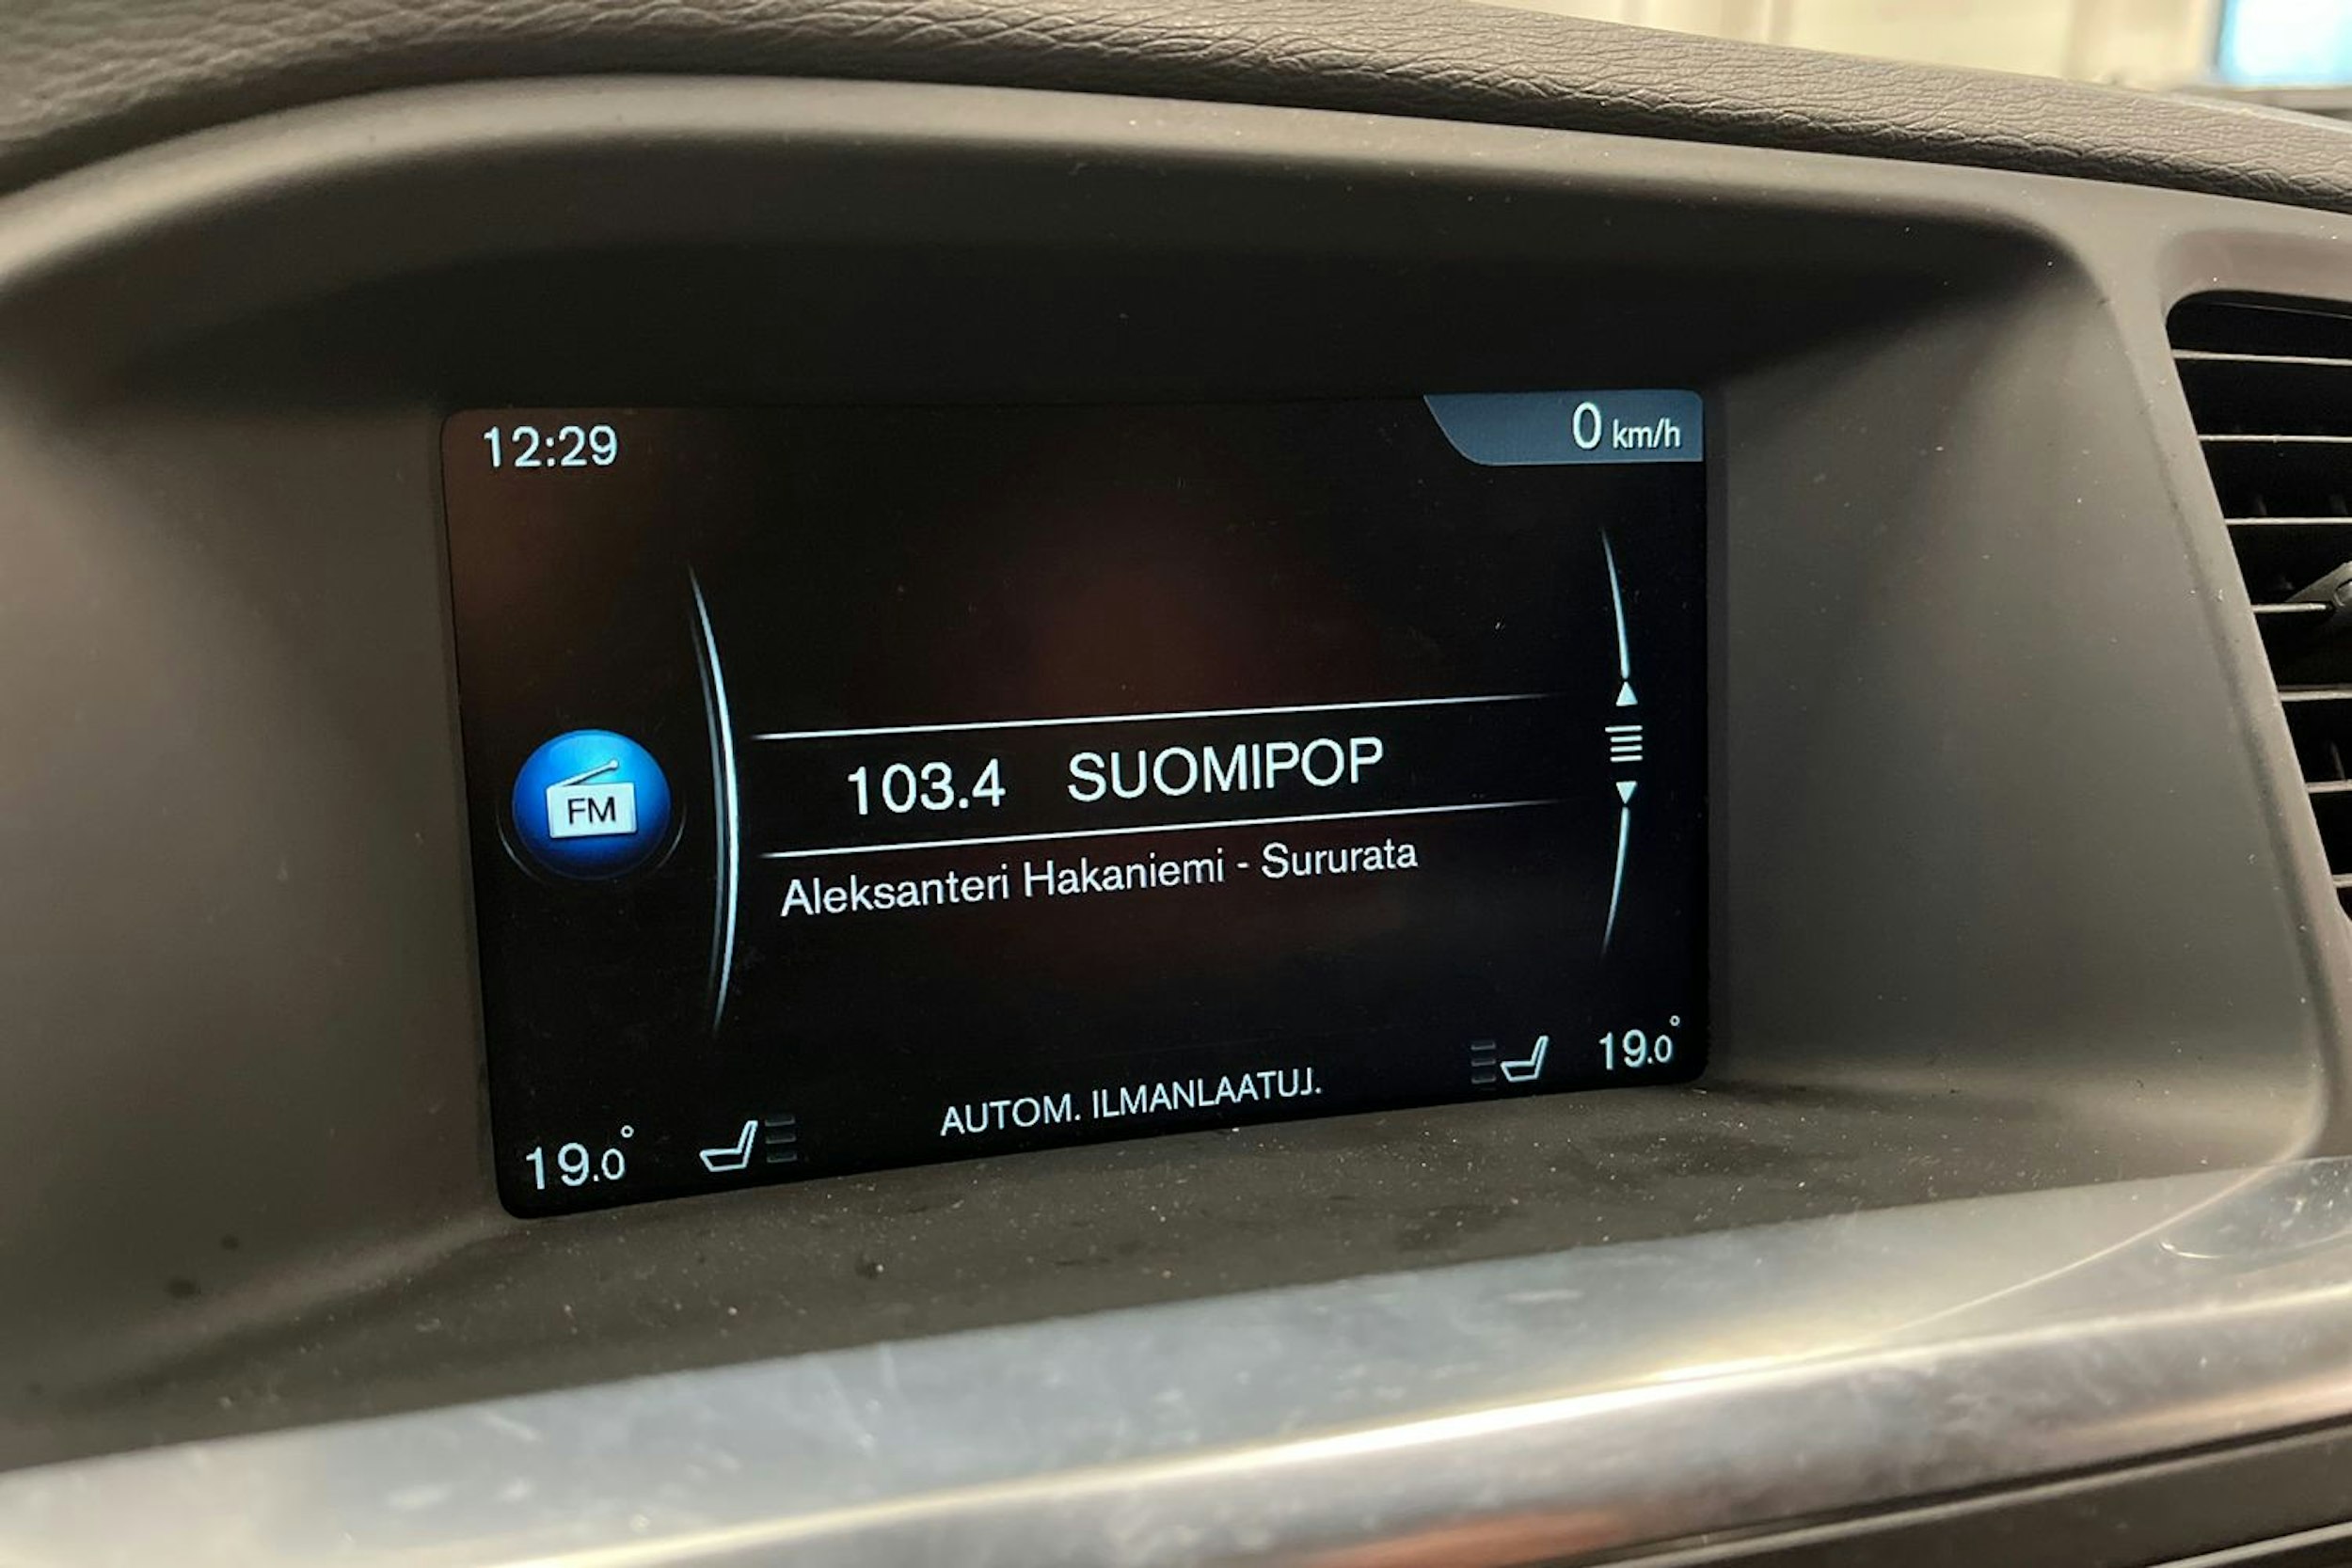 12:29
0 km/h
FM
103.4 SUOMIPOP
Aleksanteri Hakaniemi - Sururata
AUTOM. ILMANLAATUJ.
19.0°
19.0°